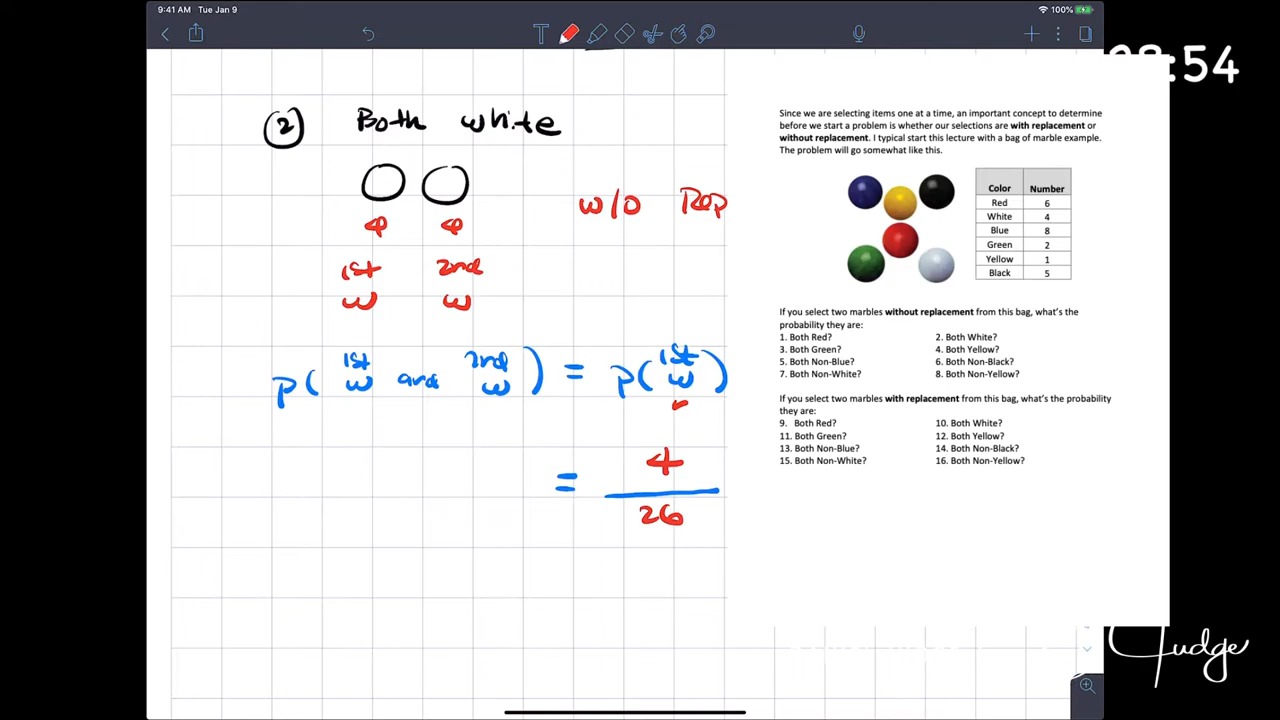 9:41 AM Tue Jan 9
100%
T
:54
2 Both white
w/o Rep
1st 2nd
w w
p( 1st w and 2nd w ) = p( 1st w )
= 4
26
Since we are selecting items one at a time, an important concept to determine
before we start a problem is whether our selections are with replacement or
without replacement. I typical start this lecture with a bag of marble example.
The problem will go somewhat like this.
Color Number
Red 6
White 4
Blue 8
Green 2
Yellow 1
Black 5
If you select two marbles without replacement from this bag, what's the
probability they are:
1. Both Red? 2. Both White?
3. Both Green? 4. Both Yellow?
5. Both Non-Blue? 6. Both Non-Black?
7. Both Non-White? 8. Both Non-Yellow?
If you select two marbles with replacement from this bag, what's the probability
they are:
9. Both Red? 10. Both White?
11. Both Green? 12. Both Yellow?
13. Both Non-Blue? 14. Both Non-Black?
15. Both Non-White? 16. Both Non-Yellow?
Judge